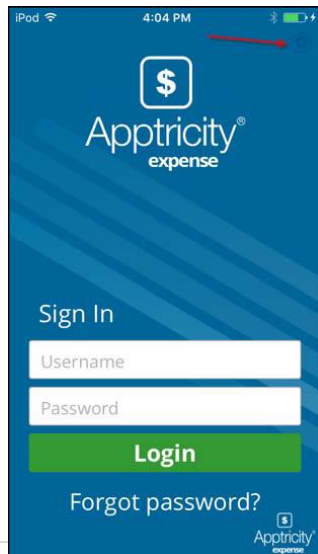 iPod 4:04 PM
$
Apptricity®
expense
Sign In
Username
Password
Login
Forgot password?
$
Apptricity®
expense